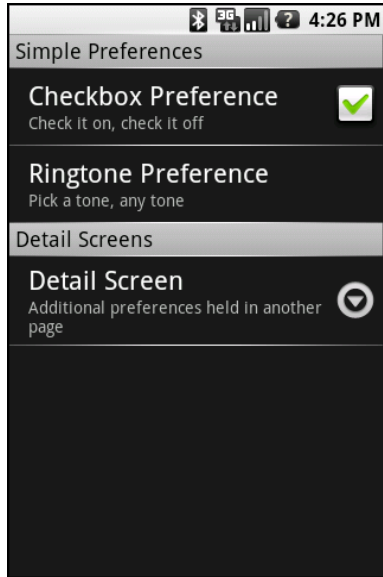 3G 4:26 PM
Simple Preferences
Checkbox Preference
Check it on, check it off
Ringtone Preference
Pick a tone, any tone
Detail Screens
Detail Screen
Additional preferences held in another
page